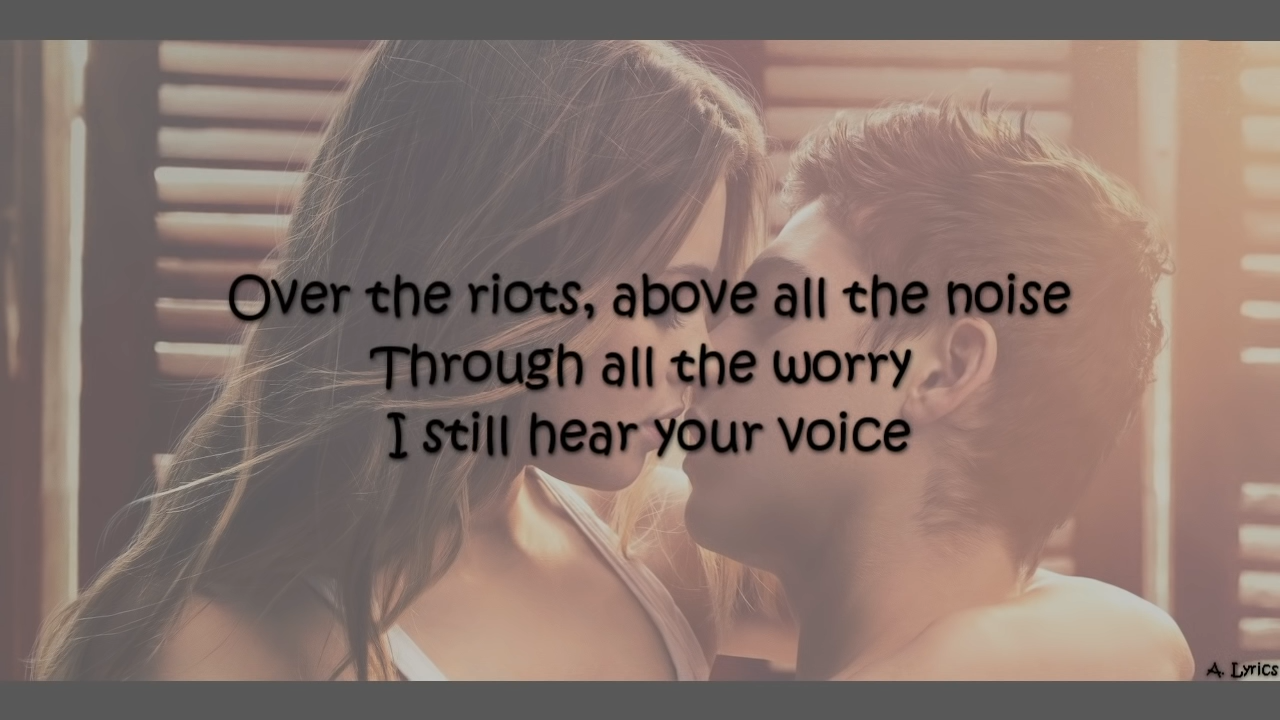 Over the riots, above all the noise
Through all the worry
I still hear your voice
A. Lyrics